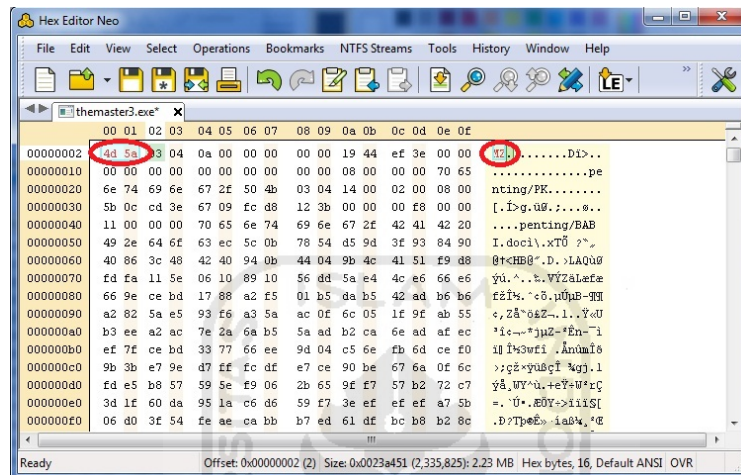 Hex Editor Neo
File Edit View Select Operations Bookmarks NTFS Streams Tools History Window Help
themaster3.exe*
00 01 02 03 04 05 06 07 08 09 0a 0b 0c 0d 0e 0f
00000002 4d 5a 03 04 0a 00 00 00 00 00 19 44 ef 3e 00 00
00000010 00 00 00 00 00 00 00 00 00 00 08 00 00 00 70 65 ..............pe
00000020 6e 74 69 6e 67 2f 50 4b 03 04 14 00 02 00 08 00 nting/PK........
00000030 5b 0c cd 3e 67 09 fc d8 12 3b 00 00 00 f8 00 00
00000040 11 00 00 00 70 65 6e 74 69 6e 67 2f 42 41 42 20 ....penting/BAB
00000050 49 2e 64 6f 63 ec 5c 0b 78 54 d5 9d 3f 93 84 90
00000060 40 86 3c 48 42 40 94 0b 44 04 9b 4c 41 51 f9 d8
00000070 fd fa 11 5e 06 10 89 10 56 dd 5a e4 4c e6 66 e6
00000080 66 9e ce bd 17 88 a2 f5 01 b5 da b5 42 ad b6 b6
00000090 a2 82 5a e5 93 f6 a3 5a ac 0f 6c 05 1f 9f ab 55
000000a0 b3 ee a2 ac 7e 2a e6 b5 5a ad b2 ca 6e ad af ec
000000b0 ef 7f ce bd 33 77 66 ee 9d 04 c5 6e fb 6d ce f0
000000c0 9b 3b e7 9e d7 ff fc df e7 ce 90 be 67 6a 0f 6c
000000d0 fd e5 b8 57 59 5e f9 06 2b 65 9f f7 57 b2 72 c7
000000e0 3d 1f 60 da 95 1a c6 d6 59 f7 3e ef ef ef a7 5b
000000f0 06 d0 3f 54 fe ae ca bb b7 ed 61 df bc b8 b2 8c
Ready Offset: 0x00000002 (2) Size: 0x0023a451 (2,335,825): 2.23 MB Hex bytes, 16, Default ANSI OVR